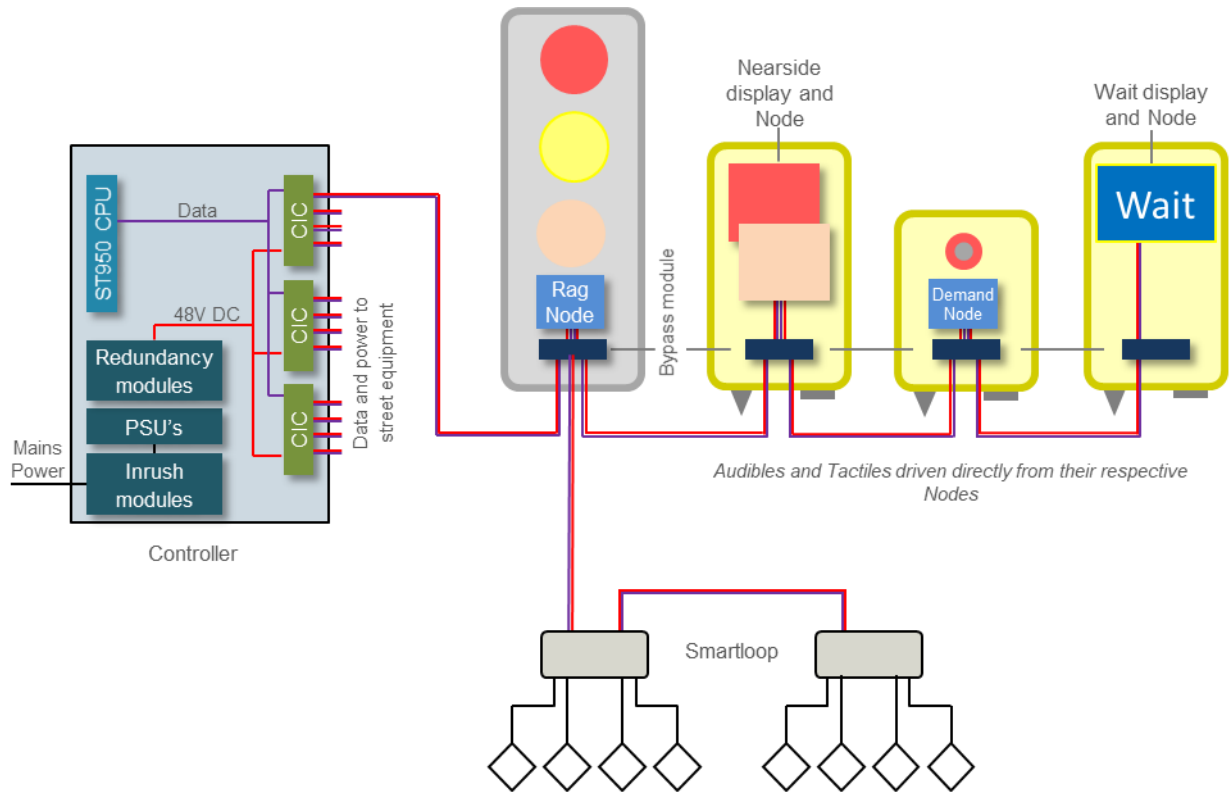 Nearside
display and
Node
Wait display
and Node
ST950 CPU
Data
CIC
48V DC
CIC
CIC
Redundancy
modules
PSU's
Inrush
modules
Mains
Power
Data and power to
street equipment
Controller
Rag
Node
Bypass module
Demand
Node
Wait
Audibles and Tactiles driven directly from their respective
Nodes
Smartloop